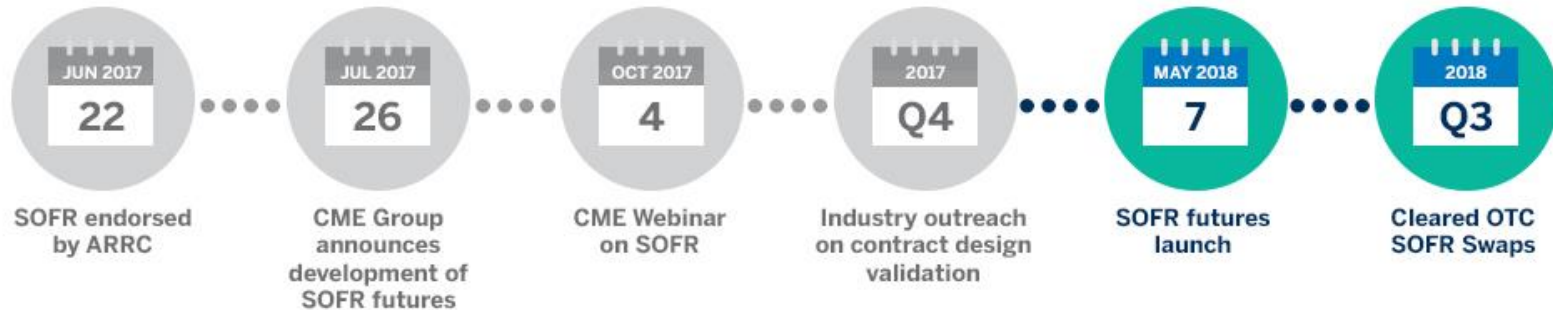 JUN 2017
22
SOFR endorsed
by ARRC
JUL 2017
26
CME Group
announces
development of
SOFR futures
OCT 2017
4
CME Webinar
on SOFR
2017
Q4
Industry outreach
on contract design
validation
MAY 2018
7
SOFR futures
launch
2018
Q3
Cleared OTC
SOFR Swaps